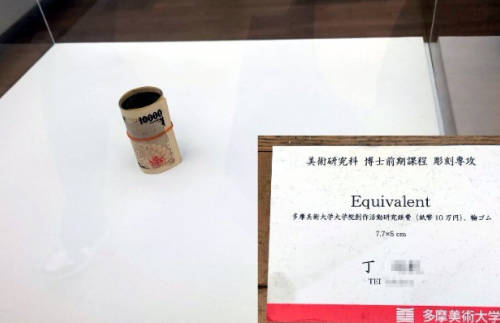 10000
美術研究科 博士前期課程 彫刻専攻
Equivalent
多摩美術大学大学院創作活動研究経費（紙幣10万円）、輪ゴム
7.7×5 cm
丁
TEI
多摩美術大学